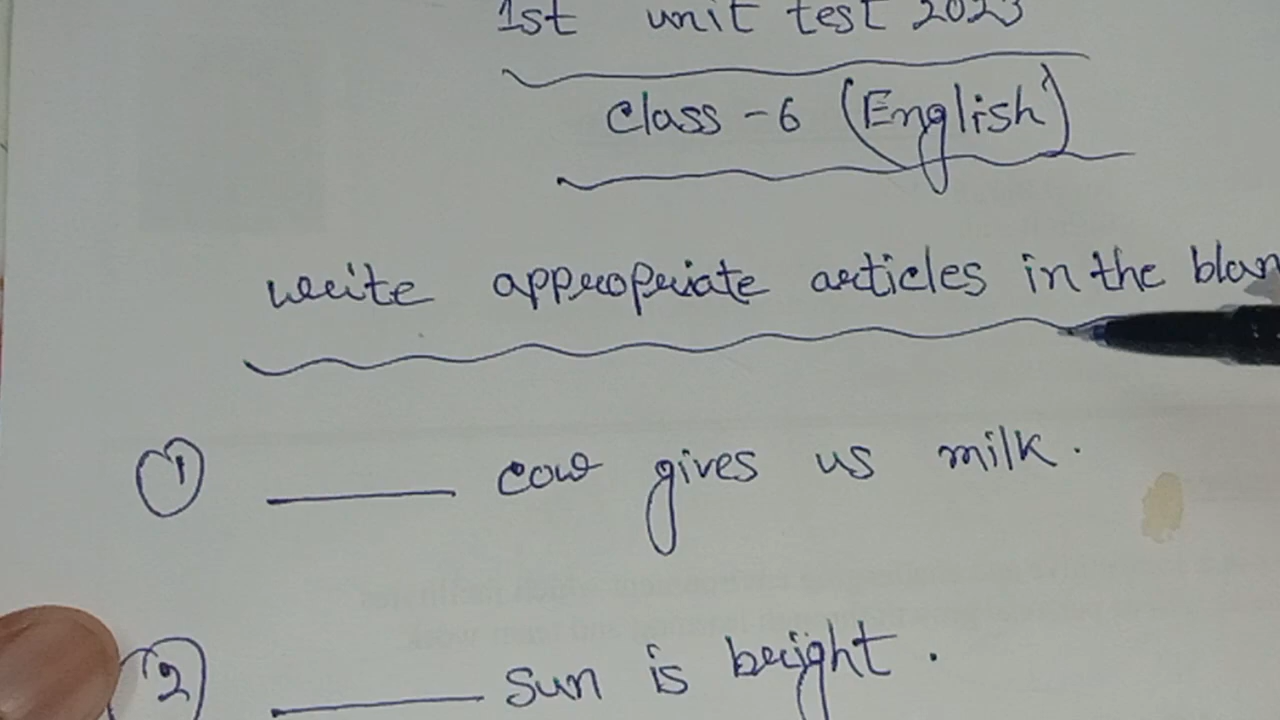 1st unit test 2023
Class - 6 (English)
write appropriate articles in the
① ______ cow gives us milk.
② ______ sun is bright.